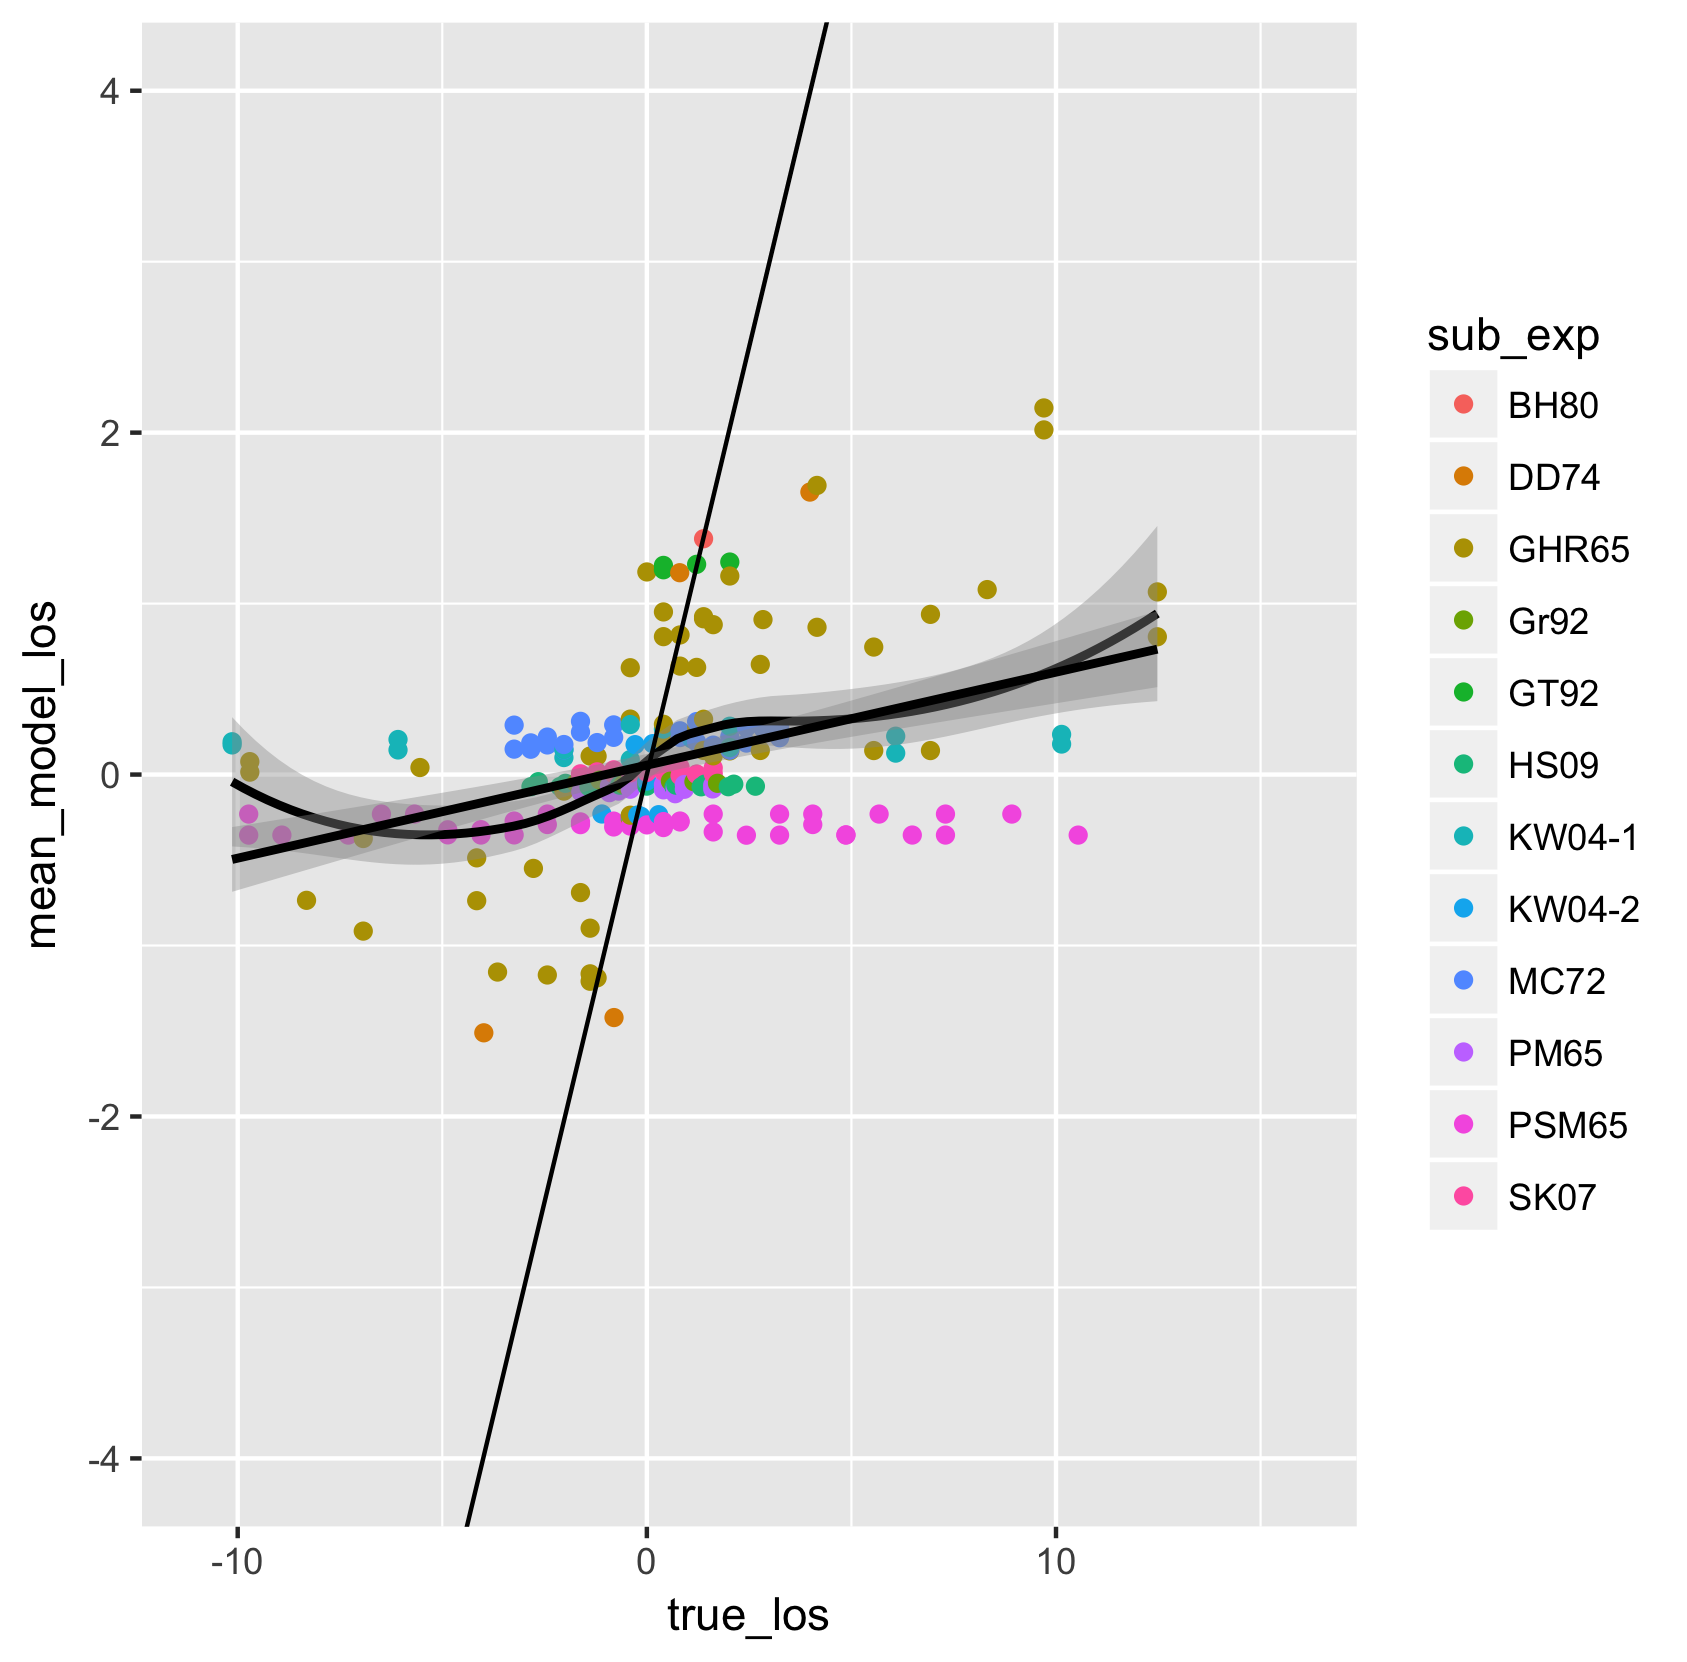 4
2
0
-2
-4
mean_model_los
-10
0
10
true_los
sub_exp
BH80
DD74
GHR65
Gr92
GT92
HS09
KW04-1
KW04-2
MC72
PM65
PSM65
SK07